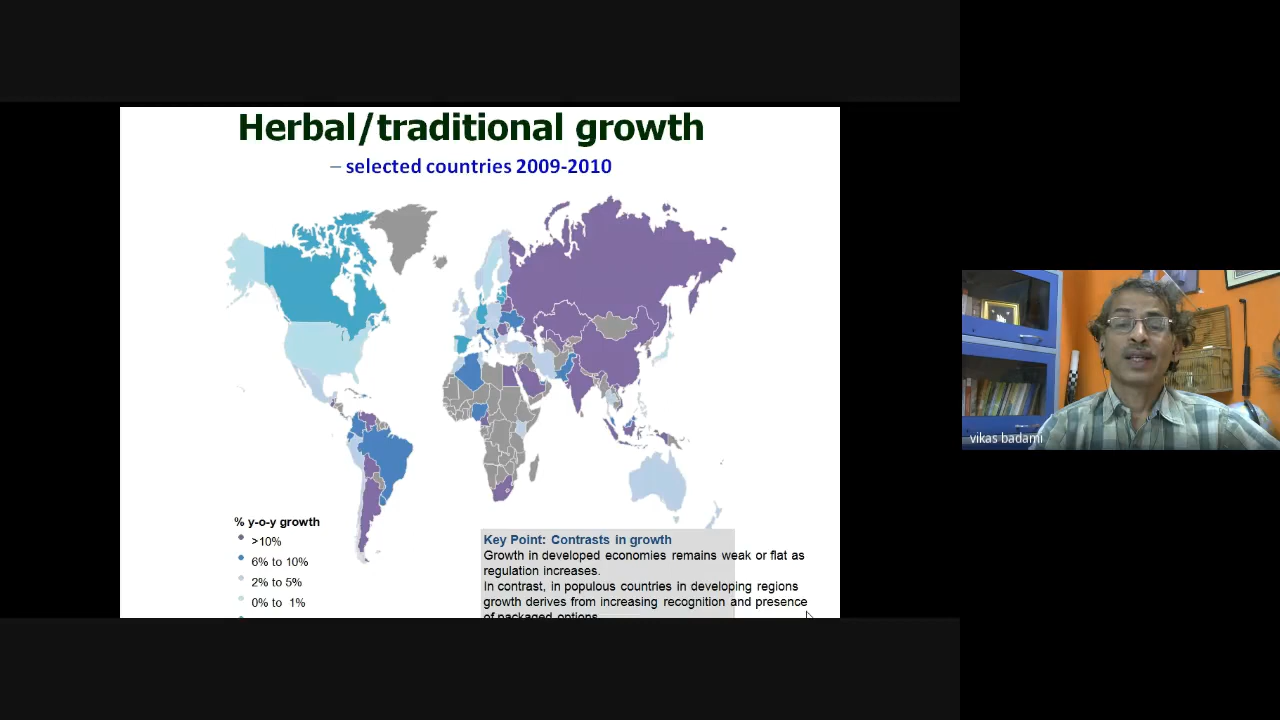 Herbal/traditional growth
– selected countries 2009-2010
% y-o-y growth
>10%
6% to 10%
2% to 5%
0% to 1%
Key Point: Contrasts in growth
Growth in developed economies remains weak or flat as
regulation increases.
In contrast, in populous countries in developing regions
growth derives from increasing recognition and presence
of packaged options
vikas badami